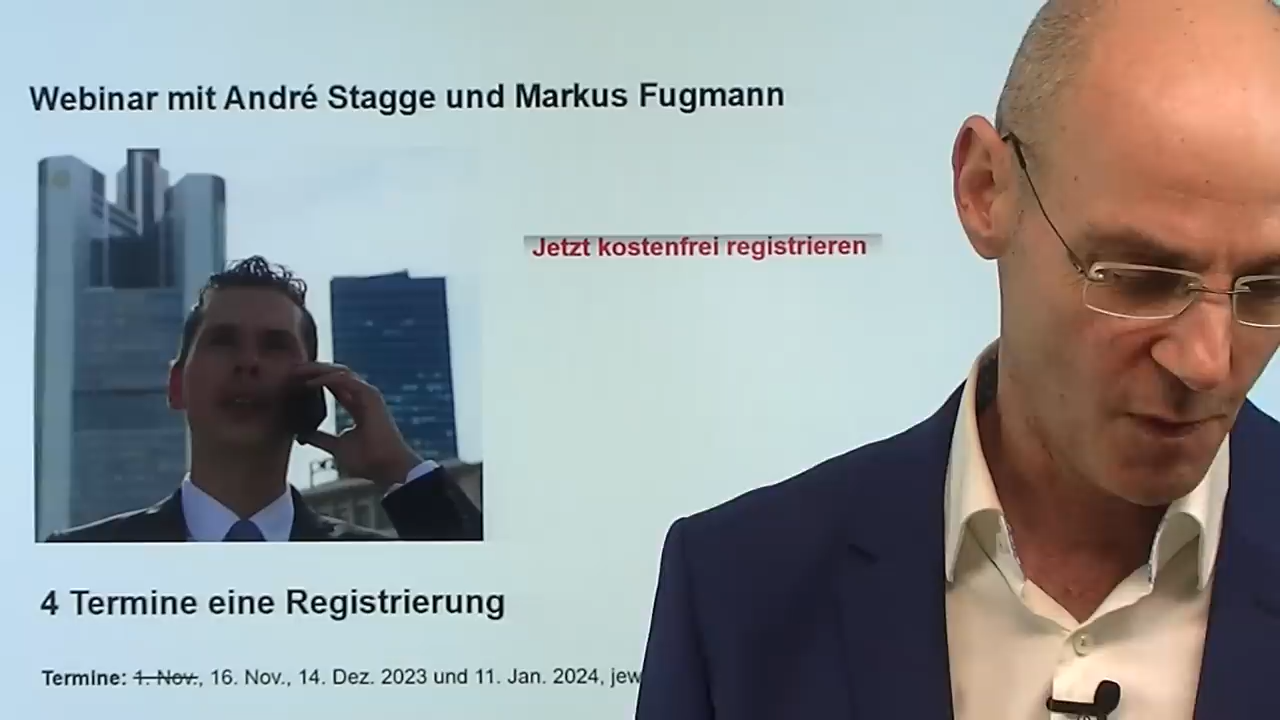 Webinar mit André Stagge und Markus Fugmann
Jetzt kostenfrei registrieren
4 Termine eine Registrierung
Termine: 1. Nov., 16. Nov., 14. Dez. 2023 und 11. Jan. 2024, jew